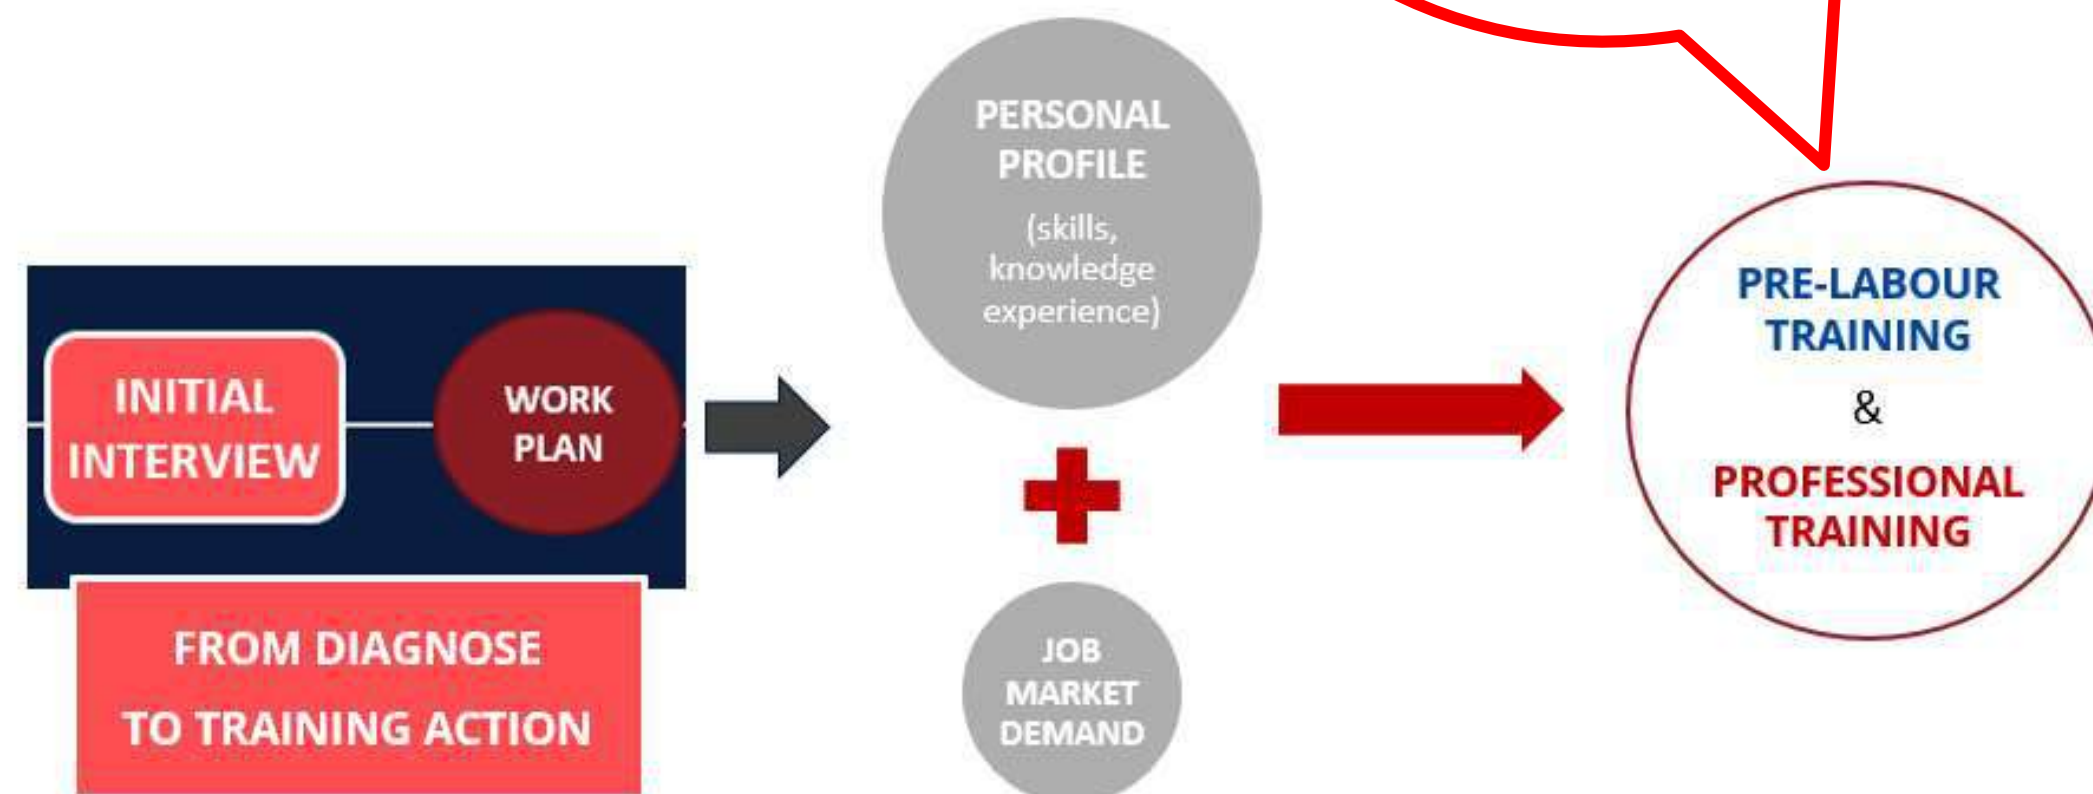 INITIAL
INTERVIEW
WORK
PLAN
FROM DIAGNOSE
TO TRAINING ACTION
PERSONAL
PROFILE
(skills,
knowledge
experience)
JOB
MARKET
DEMAND
PRE-LABOUR
TRAINING
&
PROFESSIONAL
TRAINING